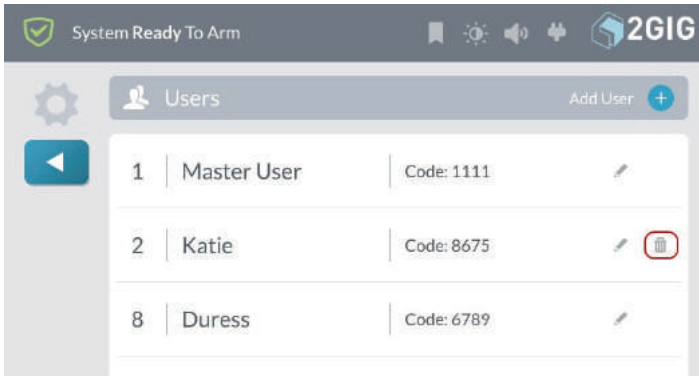 System Ready To Arm
2GIG
Users
Add User
1 Master User Code: 1111
2 Katie Code: 8675
8 Duress Code: 6789